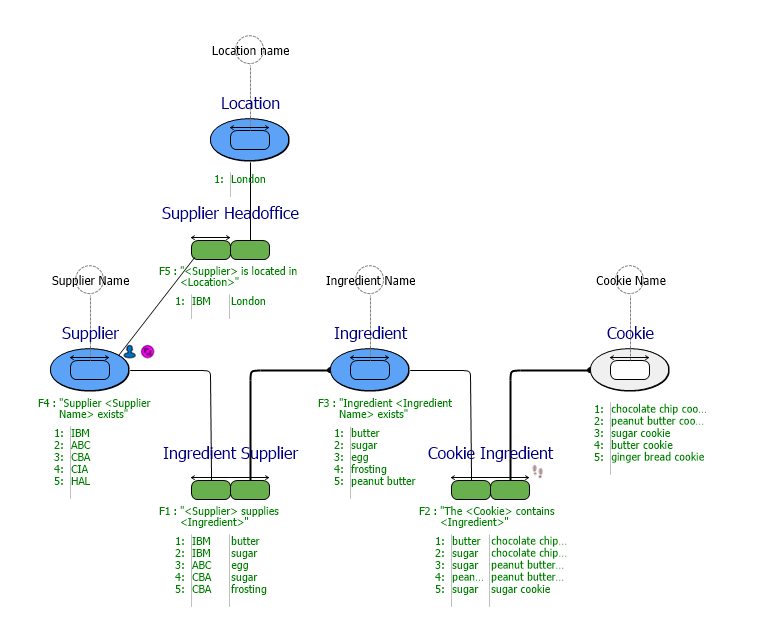 Location name
Location
1: London
Supplier Headoffice
F5 : "<Supplier> is located in
<Location>"
1: IBM London
Supplier Name
Supplier
F4 : "Supplier <Supplier
Name> exists"
1: IBM
2: ABC
3: CBA
4: CIA
5: HAL
Ingredient Name
Ingredient
F3 : "Ingredient <Ingredient
Name> exists"
1: butter
2: sugar
3: egg
4: frosting
5: peanut butter
Cookie Name
Cookie
1: chocolate chip coo...
2: peanut butter coo...
3: sugar cookie
4: butter cookie
5: ginger bread cookie
Ingredient Supplier
F1 : "<Supplier> supplies
<Ingredient>"
1: IBM butter
2: IBM sugar
3: ABC egg
4: CBA sugar
5: CBA frosting
Cookie Ingredient
F2 : "The <Cookie> contains
<Ingredient>"
1: butter chocolate chip...
2: sugar chocolate chip...
3: sugar peanut butter...
4: pean... peanut butter...
5: sugar sugar cookie